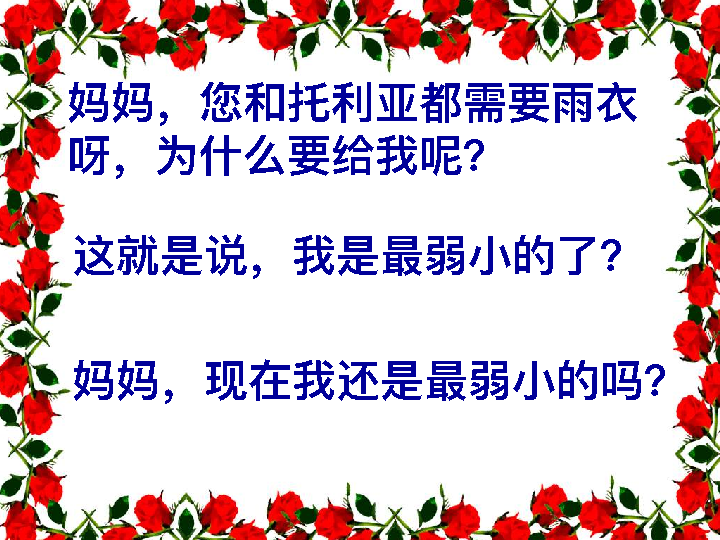 妈妈，您和托利亚都需要雨衣
呀，为什么要给我呢？
这就是说，我是最弱小的了？
妈妈，现在我还是最弱小的吗？